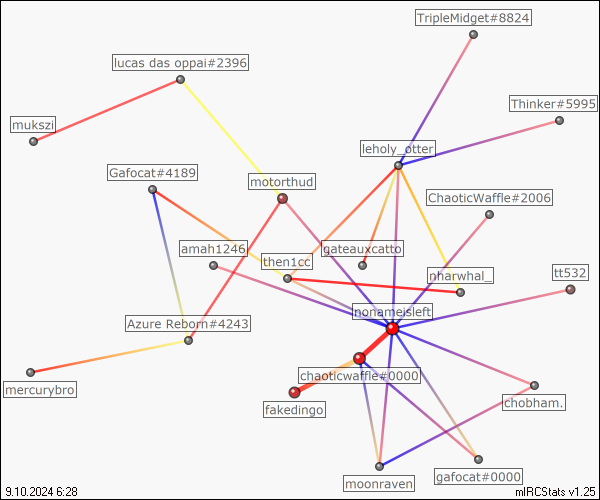 TripleMidget#8824
lucas das oppai#2396
Thinker#5995
mukszi
leholy_otter
Gafocat#4189
motorthud
ChaoticWaffle#2006
amah1246
gateauxcatto
then1cc
nharwhal_
tt532
nonameisleft
Azure Reborn#4243
chaoticwaffle#0000
mercurybro
chobham.
fakedingo
gafocat#0000
moonraven
9.10.2024 6:28
mIRCStats v1.25